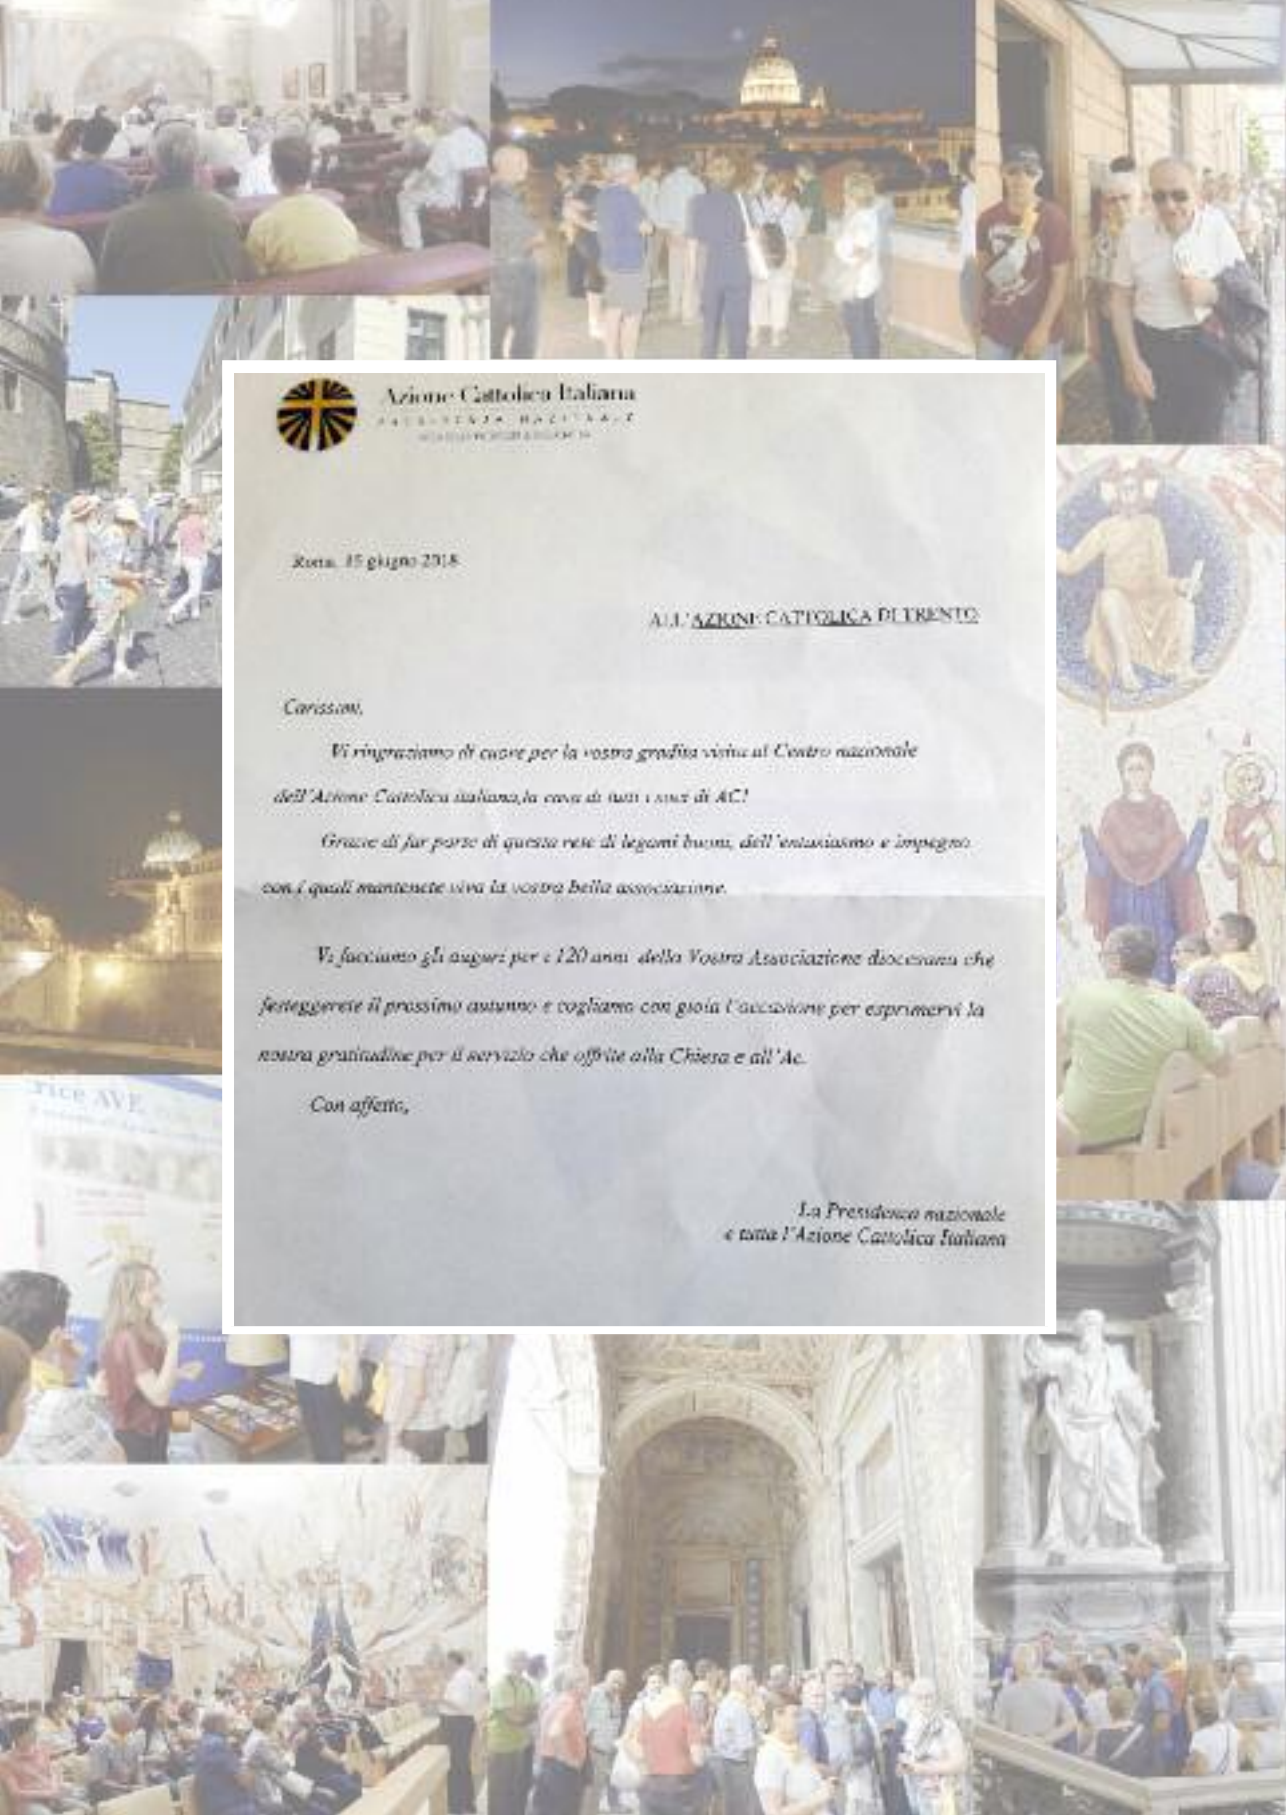 Azione Cattolica Italiana
PRESIDENZA NAZIONALE
Roma, 15 giugno 2018
ALL'AZIONE CATTOLICA DI TRENTO
Carissimi,
Vi ringraziamo di cuore per la vostra gradita visita al Centro nazionale
dell'Azione Cattolica italiana, la casa di tutti i soci di AC!
Grazie di far parte di questa rete di legami buoni, dell'entusiasmo e impegno
con i quali mantenete viva la vostra bella associazione.
Vi facciamo gli auguri per i 120 anni della Vostra Associazione diocesana che
festeggerete il prossimo autunno e cogliamo con gioia l'occasione per esprimervi la
nostra gratitudine per il servizio che offrite alla Chiesa e all'Ac.
Con affetto,
La Presidenza nazionale
e tutta l'Azione Cattolica Italiana
rice AVE